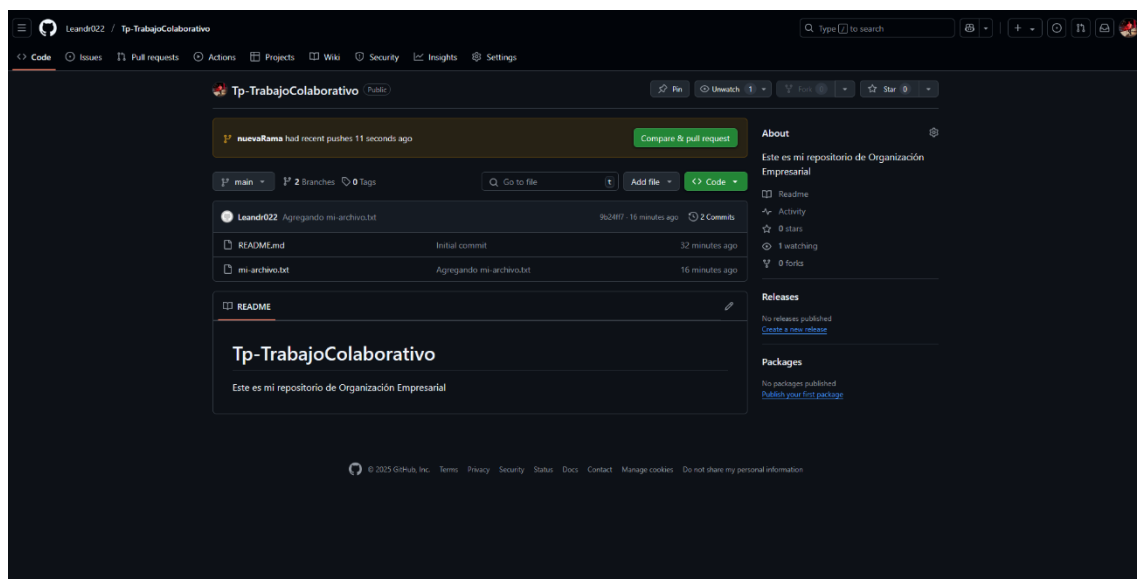 Leandr022 / Tp-TrabajoColaborativo
Type / to search
Code Issues Pull requests Actions Projects Wiki Security Insights Settings
Tp-TrabajoColaborativo Public
Pin Unwatch 1 Fork 0 Star 0
nuevaRama had recent pushes 11 seconds ago
Compare & pull request
main 2 Branches 0 Tags
Go to file t
Add file
Code
Leandr022 Agregando mi-archivo.txt
9b24ff7 · 16 minutes ago
2 Commits
README.md Initial commit 32 minutes ago
mi-archivo.txt Agregando mi-archivo.txt 16 minutes ago
README
Tp-TrabajoColaborativo
Este es mi repositorio de Organización Empresarial
About
Este es mi repositorio de Organización
Empresarial
Readme
Activity
0 stars
1 watching
0 forks
Releases
No releases published
Create a new release
Packages
No packages published
Publish your first package
© 2025 GitHub, Inc. Terms Privacy Security Status Docs Contact Manage cookies Do not share my personal information